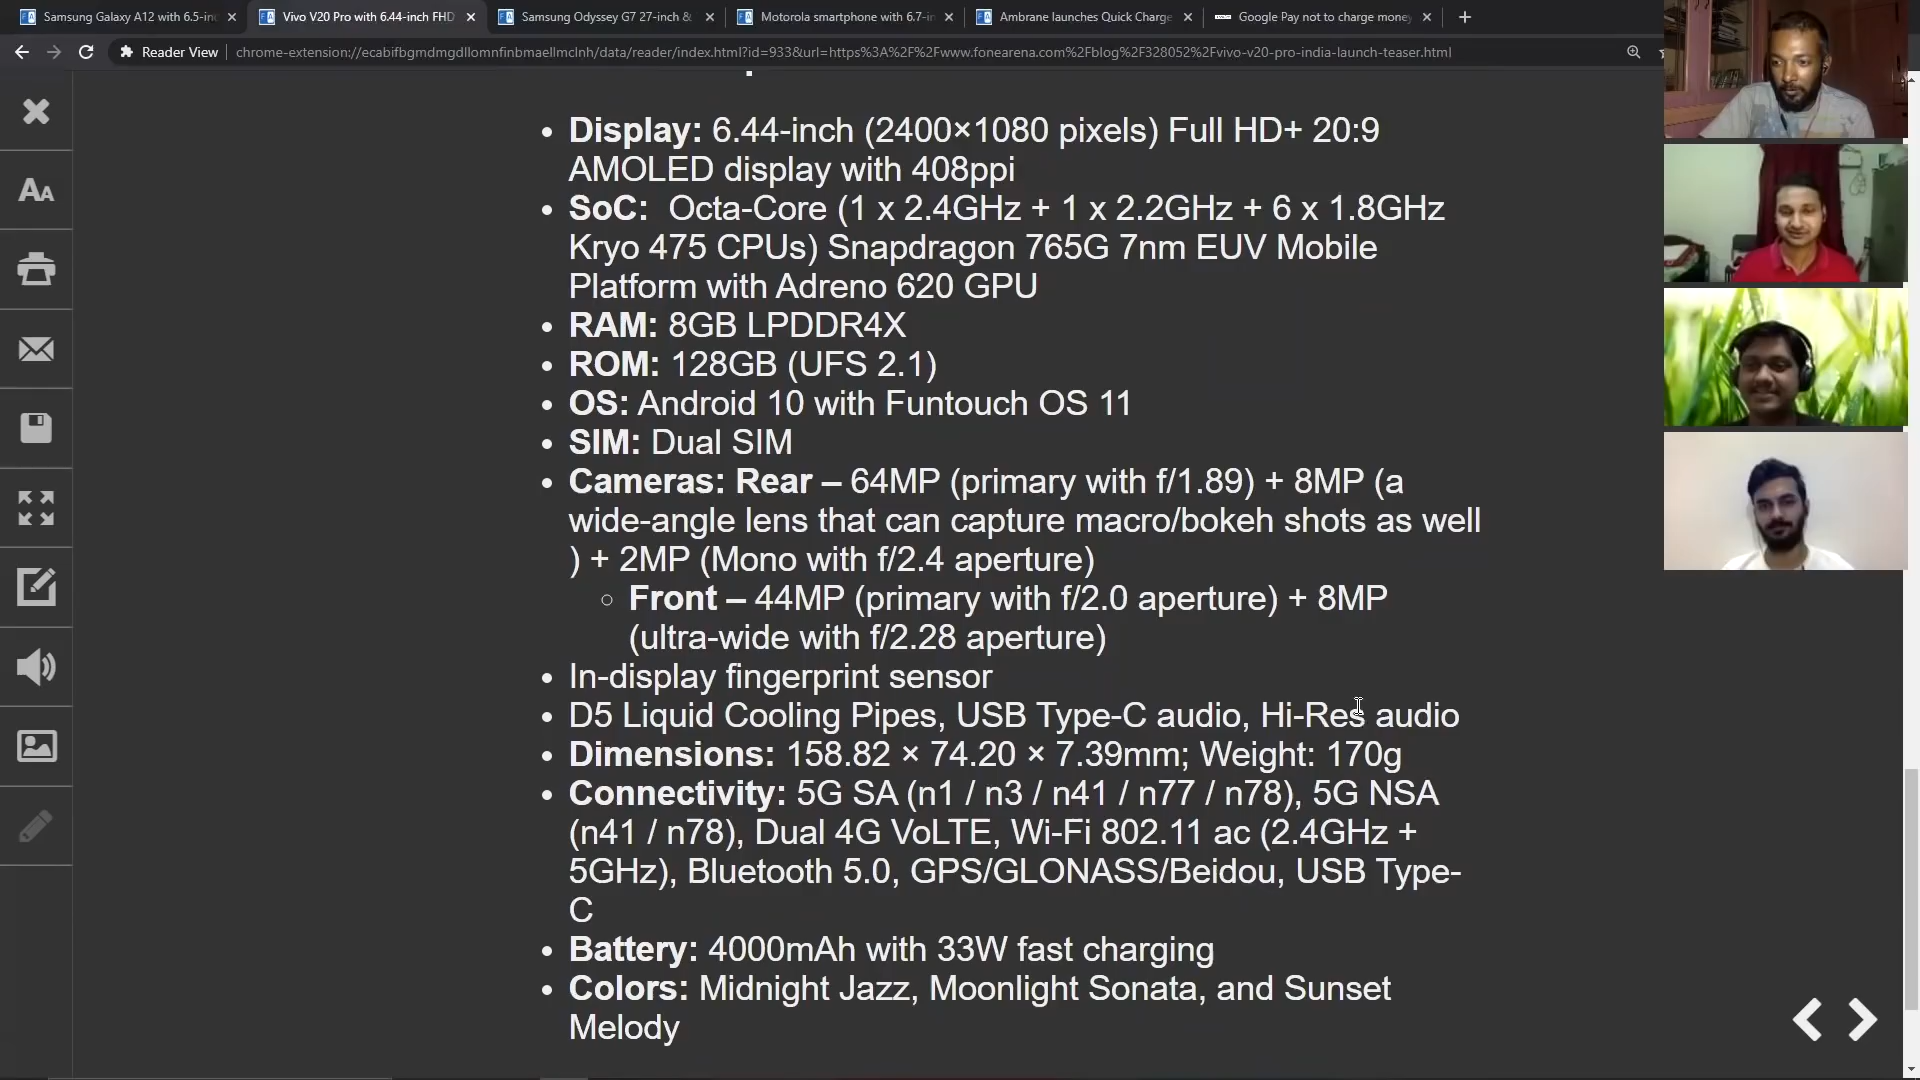 Samsung Galaxy A12 with 6.5-in
Vivo V20 Pro with 6.44-inch FHD
Samsung Odyssey G7 27-inch &
Motorola smartphone with 6.7-in
Ambrane launches Quick Charge
Google Pay not to charge money
Reader View
chrome-extension://ecabifbgmdmgdllomnfinbmaellmclnh/data/reader/index.html?id=933&url=https%3A%2F%2Fwww.fonearena.com%2Fblog%2F328052%2Fvivo-v20-pro-india-launch-teaser.html
AA
• Display: 6.44-inch (2400×1080 pixels) Full HD+ 20:9
AMOLED display with 408ppi
• SoC: Octa-Core (1 x 2.4GHz + 1 x 2.2GHz + 6 x 1.8GHz
Kryo 475 CPUs) Snapdragon 765G 7nm EUV Mobile
Platform with Adreno 620 GPU
• RAM: 8GB LPDDR4X
• ROM: 128GB (UFS 2.1)
• OS: Android 10 with Funtouch OS 11
• SIM: Dual SIM
• Cameras: Rear – 64MP (primary with f/1.89) + 8MP (a
wide-angle lens that can capture macro/bokeh shots as well
) + 2MP (Mono with f/2.4 aperture)
○ Front – 44MP (primary with f/2.0 aperture) + 8MP
(ultra-wide with f/2.28 aperture)
• In-display fingerprint sensor
• D5 Liquid Cooling Pipes, USB Type-C audio, Hi-Res audio
• Dimensions: 158.82 × 74.20 × 7.39mm; Weight: 170g
• Connectivity: 5G SA (n1 / n3 / n41 / n77 / n78), 5G NSA
(n41 / n78), Dual 4G VoLTE, Wi-Fi 802.11 ac (2.4GHz +
5GHz), Bluetooth 5.0, GPS/GLONASS/Beidou, USB Type-
C
• Battery: 4000mAh with 33W fast charging
• Colors: Midnight Jazz, Moonlight Sonata, and Sunset
Melody